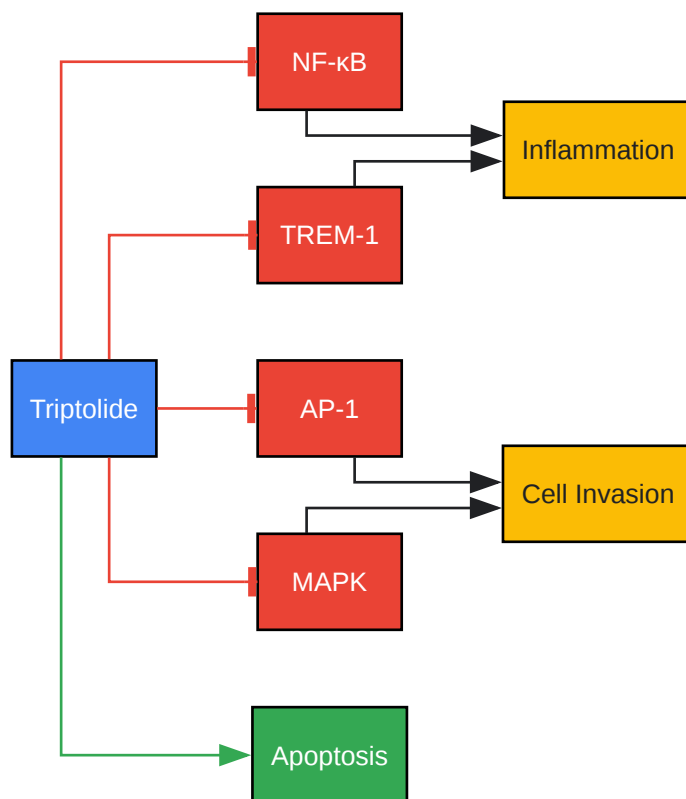 NF-κB
Inflammation
TREM-1
Triptolide
AP-1
Cell Invasion
MAPK
Apoptosis